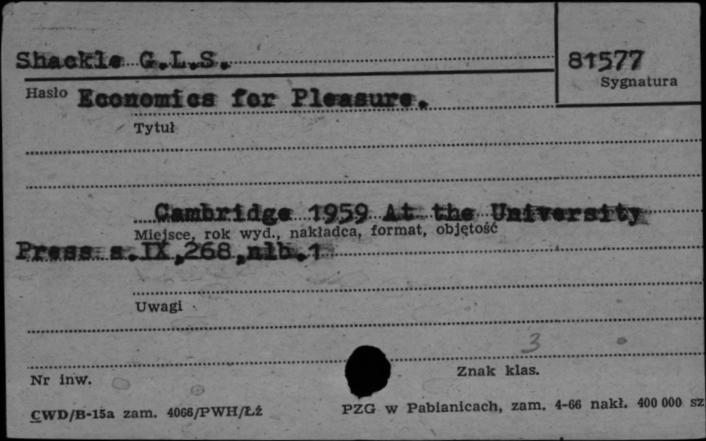 Shackle G.L.S.
81577
Sygnatura
Hasło Economics for Pleasure.
Tytuł
Cambridge 1959 At the University
Miejsce, rok wyd., nakładca, format, objętość
Press s.IX,268,nlb.1
Uwagi
3
Nr inw.
Znak klas.
CWD/B-15a zam. 4066/PWH/Łż
PZG w Pabianicach, zam. 4-66 nakł. 400 000 sz